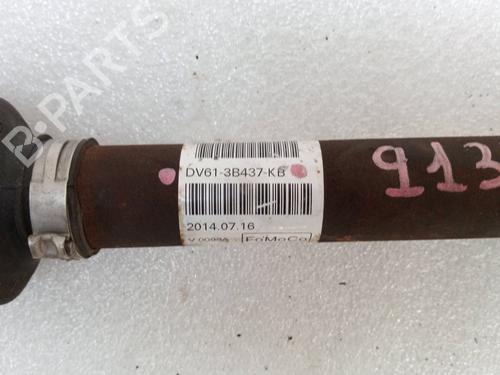 DV61-3B437-KB
913
2014.07.16
FoMoCo
B-PARTS